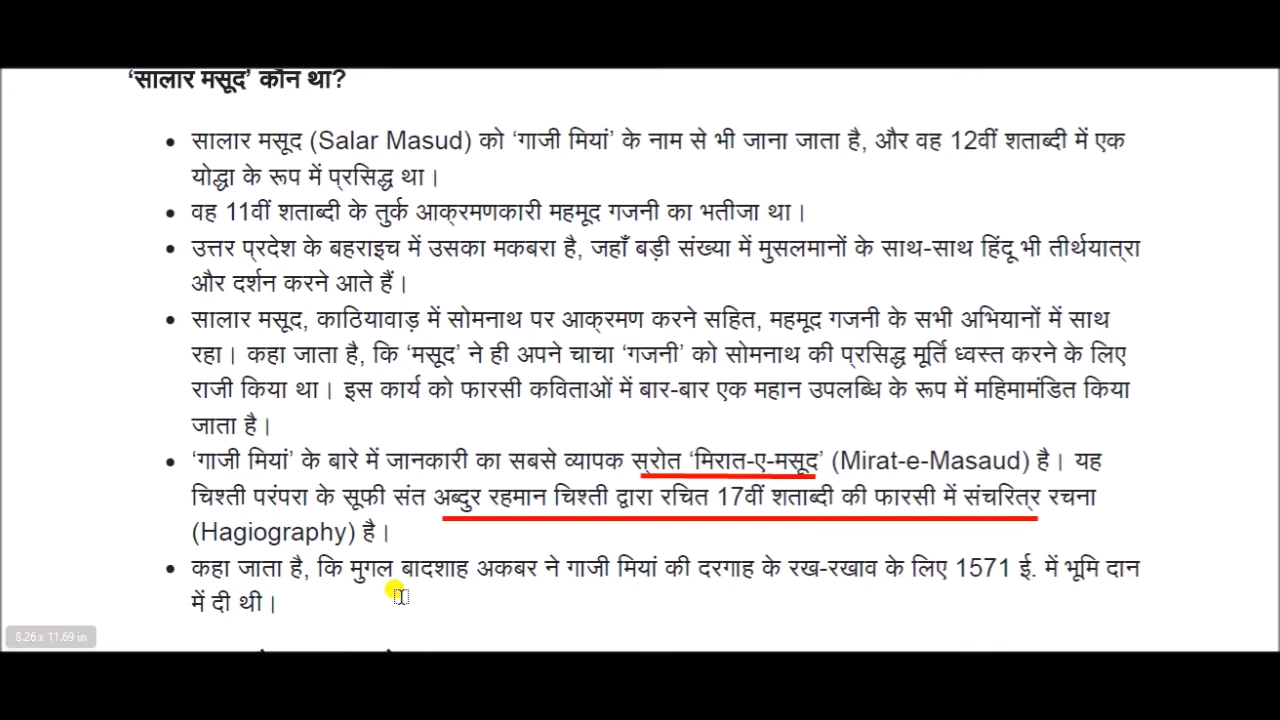 ‘सालार मसूद’ कौन था?
• सालार मसूद (Salar Masud) को ‘गाजी मियां’ के नाम से भी जाना जाता है, और वह 12वीं शताब्दी में एक
योद्धा के रूप में प्रसिद्ध था।
• वह 11वीं शताब्दी के तुर्क आक्रमणकारी महमूद गजनी का भतीजा था।
• उत्तर प्रदेश के बहराइच में उसका मकबरा है, जहाँ बड़ी संख्या में मुसलमानों के साथ-साथ हिंदू भी तीर्थयात्रा
और दर्शन करने आते हैं।
• सालार मसूद, काठियावाड़ में सोमनाथ पर आक्रमण करने सहित, महमूद गजनी के सभी अभियानों में साथ
रहा। कहा जाता है, कि ‘मसूद’ ने ही अपने चाचा ‘गजनी’ को सोमनाथ की प्रसिद्ध मूर्ति ध्वस्त करने के लिए
राजी किया था। इस कार्य को फारसी कविताओं में बार-बार एक महान उपलब्धि के रूप में महिमामंडित किया
जाता है।
• ‘गाजी मियां’ के बारे में जानकारी का सबसे व्यापक स्रोत ‘मिरात-ए-मसूद’ (Mirat-e-Masaud) है। यह
चिश्ती परंपरा के सूफी संत अब्दुर रहमान चिश्ती द्वारा रचित 17वीं शताब्दी की फारसी में संचरित्र रचना
(Hagiography) है।
• कहा जाता है, कि मुगल बादशाह अकबर ने गाजी मियां की दरगाह के रख-रखाव के लिए 1571 ई. में भूमि दान
में दी थी।
8.26 x 11.69 in